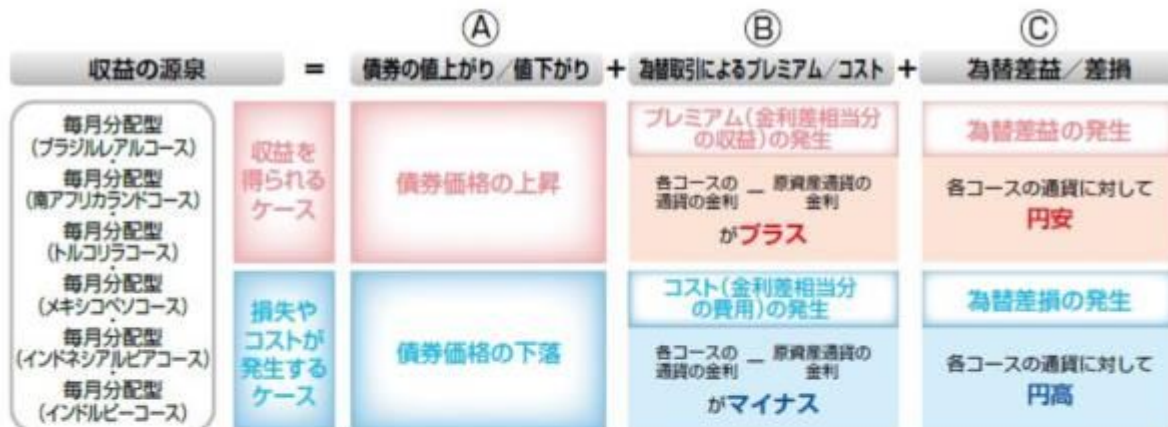 Ⓐ Ⓑ Ⓒ
収益の源泉 = 債券の値上がり/値下がり + 為替取引によるプレミアム/コスト + 為替差益/差損
毎月分配型
(ブラジルレアルコース)
・
毎月分配型
(南アフリカランドコース)
・
毎月分配型
(トルコリラコース)
・
毎月分配型
(メキシコペソコース)
・
毎月分配型
(インドネシアルピアコース)
・
毎月分配型
(インドルピーコース)
収益を
得られる
ケース
債券価格の上昇
プレミアム(金利差相当分
の収益)の発生
各コースの
通貨の金利
−
原資産通貨の
金利
がプラス
為替差益の発生
各コースの通貨に対して
円安
損失や
コストが
発生する
ケース
債券価格の下落
コスト(金利差相当分
の費用)の発生
各コースの
通貨の金利
−
原資産通貨の
金利
がマイナス
為替差損の発生
各コースの通貨に対して
円高